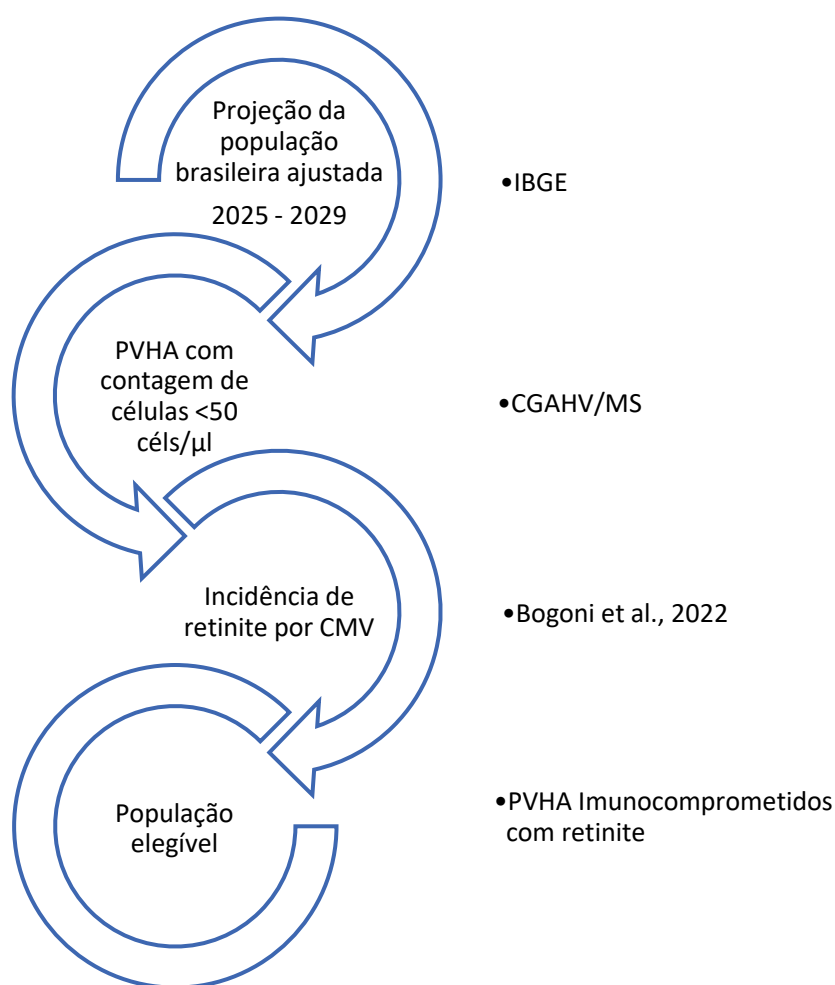 Projeção da
população
brasileira ajustada
2025 - 2029
•IBGE
PVHA com
contagem de
células <50
céls/µl
•CGAHV/MS
Incidência de
retinite por CMV
•Bogoni et al., 2022
População
elegível
•PVHA Imunocomprometidos
com retinite